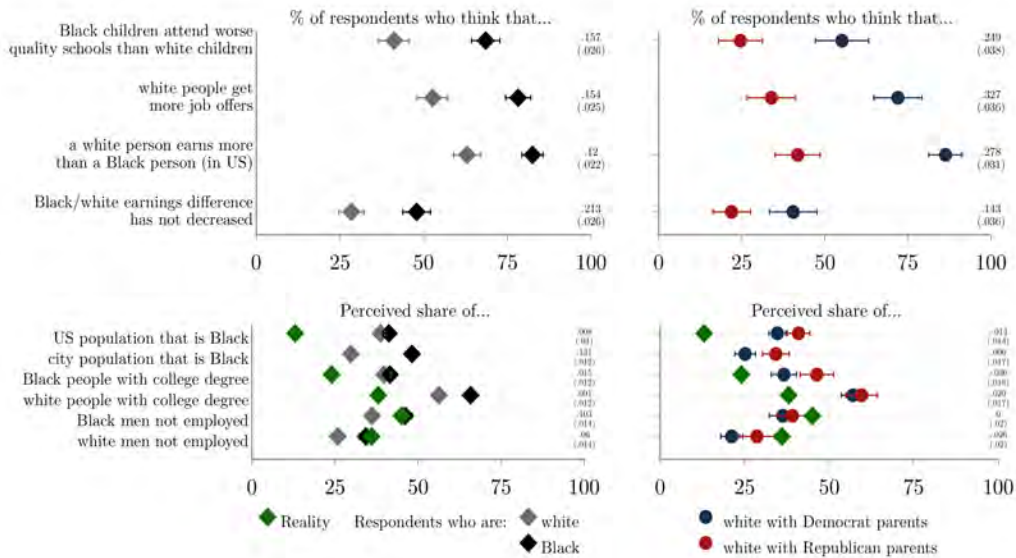 % of respondents who think that...
% of respondents who think that...
Black children attend worse
quality schools than white children
.157
(.026)
.249
(.038)
white people get
more job offers
.154
(.025)
.327
(.036)
a white person earns more
than a Black person (in US)
.12
(.022)
.278
(.031)
Black/white earnings difference
has not decreased
.213
(.026)
.143
(.036)
0 25 50 75 100
0 25 50 75 100
Perceived share of...
Perceived share of...
US population that is Black
city population that is Black
Black people with college degree
white people with college degree
Black men not employed
white men not employed
0 25 50 75 100
0 25 50 75 100
Reality
Respondents who are:
white
Black
white with Democrat parents
white with Republican parents